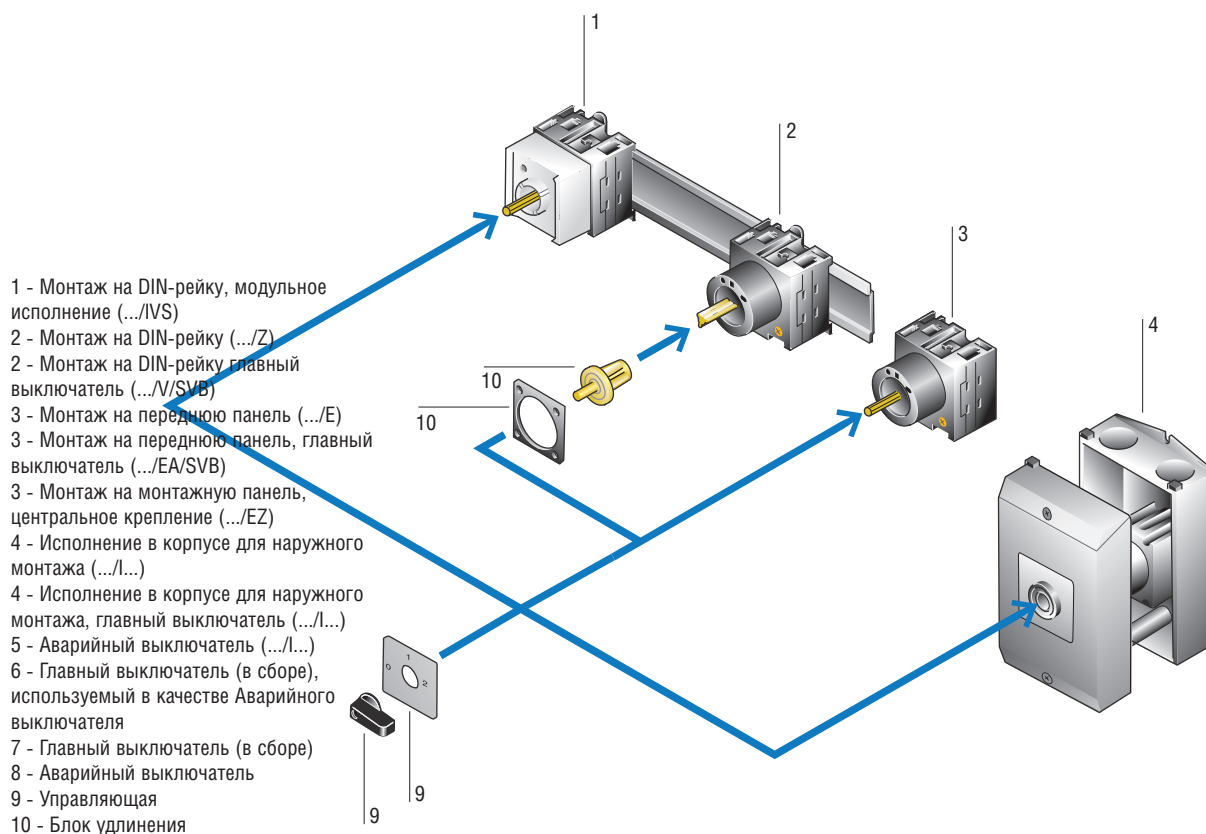 1
2
3
4
1 - Монтаж на DIN-рейку, модульное
исполнение (.../IVS)
2 - Монтаж на DIN-рейку (.../Z)
2 - Монтаж на DIN-рейку главный
выключатель (.../V/SVB)
3 - Монтаж на переднюю панель (.../E)
3 - Монтаж на переднюю панель, главный
выключатель (.../EA/SVB)
3 - Монтаж на монтажную панель,
центральное крепление (.../EZ)
4 - Исполнение в корпусе для наружного
монтажа (.../I...)
4 - Исполнение в корпусе для наружного
монтажа, главный выключатель (.../I...)
5 - Аварийный выключатель (.../I...)
6 - Главный выключатель (в сборе),
используемый в качестве Аварийного
выключателя
7 - Главный выключатель (в сборе)
8 - Аварийный выключатель
9 - Управляющая
10 - Блок удлинения
10
10
0 1 2
9
9